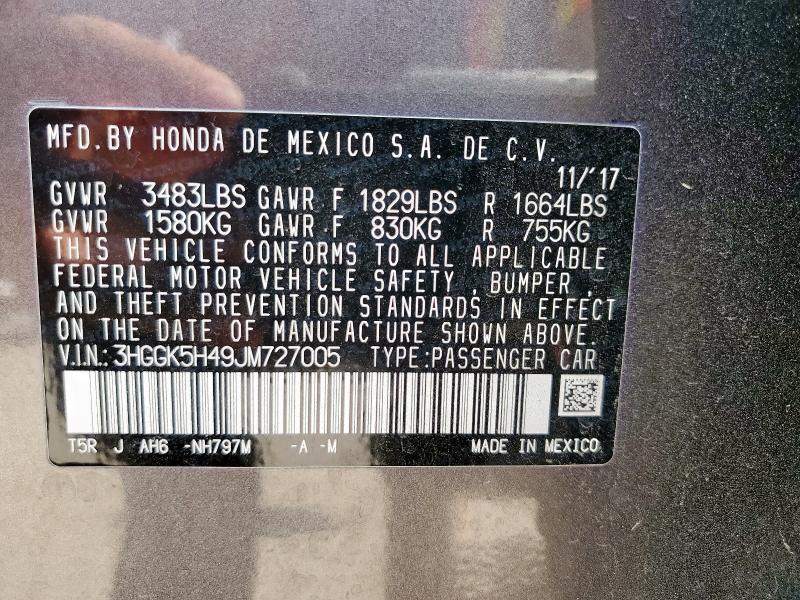 MFD. BY HONDA DE MEXICO S.A. DE C.V.
11/'17
GVWR 3483LBS GAWR F 1829LBS R 1664LBS
GVWR 1580KG GAWR F 830KG R 755KG
THIS VEHICLE CONFORMS TO ALL APPLICABLE
FEDERAL MOTOR VEHICLE SAFETY , BUMPER ,
AND THEFT PREVENTION STANDARDS IN EFFECT
ON THE DATE OF MANUFACTURE SHOWN ABOVE.
V.I.N.: 3HGGK5H49JM727005 TYPE:PASSENGER CAR
T5R J AH6 -NH797M -A -M MADE IN MEXICO